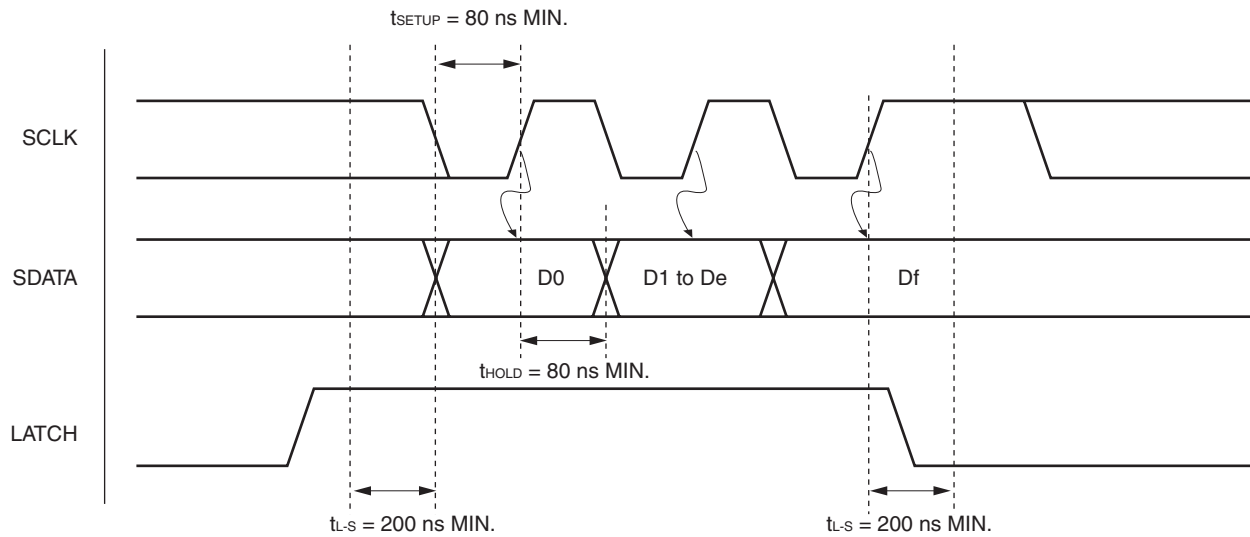 tSETUP = 80 ns MIN.
SCLK
SDATA
D0
D1 to De
Df
tHOLD = 80 ns MIN.
LATCH
tL-S = 200 ns MIN.
tL-S = 200 ns MIN.